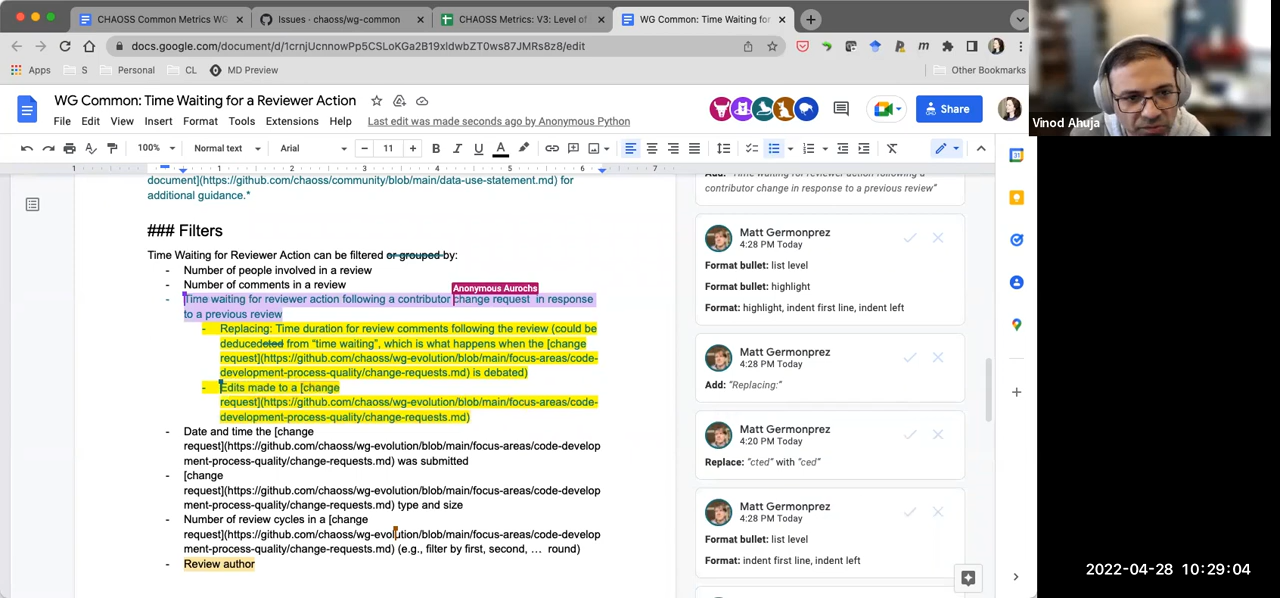 CHAOSS Common Metrics WG
Issues · chaoss/wg-common
CHAOSS Metrics: V3: Level of
WG Common: Time Waiting for
docs.google.com/document/d/1crnjUcnnowPp5CSLoKGa2B19xIdwbZT0ws87JMRs8z8/edit
Apps
S
Personal
CL
MD Preview
Other Bookmarks
Vinod Ahuja
WG Common: Time Waiting for a Reviewer Action
File Edit View Insert Format Tools Extensions Help
Last edit was made seconds ago by Anonymous Python
Share
100%
Normal text
Arial
11
1 1 2 3 4 5 6 7
document](https://github.com/chaoss/community/blob/main/data-use-statement.md) for
additional guidance.*
### Filters
Time Waiting for Reviewer Action can be filtered or grouped by:
- Number of people involved in a review
- Number of comments in a review
Anonymous Aurochs
- Time waiting for reviewer action following a contributor change request in response
to a previous review
- Replacing: Time duration for review comments following the review (could be
deducedcted from “time waiting”, which is what happens when the [change
request](https://github.com/chaoss/wg-evolution/blob/main/focus-areas/code-
development-process-quality/change-requests.md) is debated)
- Edits made to a [change
request](https://github.com/chaoss/wg-evolution/blob/main/focus-areas/code-
development-process-quality/change-requests.md)
- Date and time the [change
request](https://github.com/chaoss/wg-evolution/blob/main/focus-areas/code-develop
ment-process-quality/change-requests.md) was submitted
- [change
request](https://github.com/chaoss/wg-evolution/blob/main/focus-areas/code-develop
ment-process-quality/change-requests.md) type and size
- Number of review cycles in a [change
request](https://github.com/chaoss/wg-evolution/blob/main/focus-areas/code-develop
ment-process-quality/change-requests.md) (e.g., filter by first, second, … round)
- Review author
Add: “Time waiting for reviewer action following a
contributor change in response to a previous review”
Matt Germonprez
4:28 PM Today
Format bullet: list level
Format bullet: highlight
Format: highlight, indent first line, indent left
Matt Germonprez
4:28 PM Today
Add: “Replacing:”
Matt Germonprez
4:20 PM Today
Replace: “cted” with “ced”
Matt Germonprez
4:28 PM Today
Format bullet: list level
Format: indent first line, indent left
2022-04-28 10:29:04